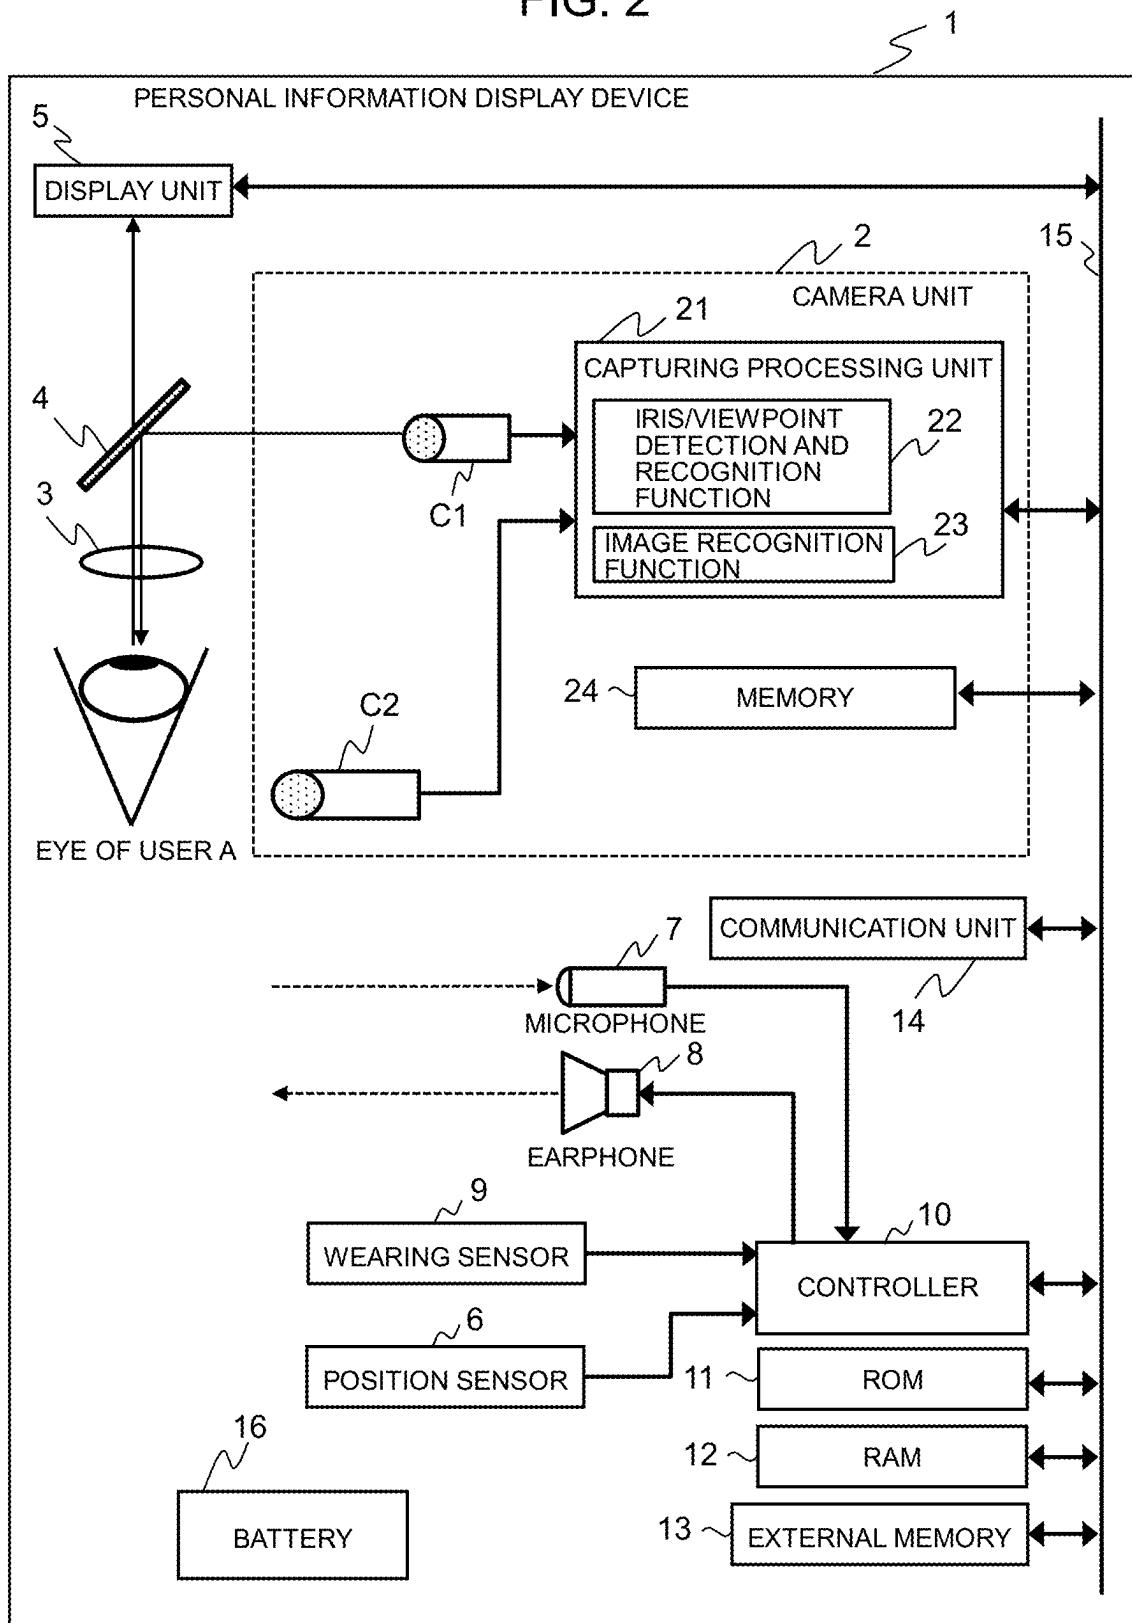 FIG. 2
1
PERSONAL INFORMATION DISPLAY DEVICE
5
DISPLAY UNIT
15
2
CAMERA UNIT
21
CAPTURING PROCESSING UNIT
4
IRIS/VIEWPOINT
DETECTION AND
RECOGNITION
FUNCTION
22
C1
3
IMAGE RECOGNITION
FUNCTION
23
24
MEMORY
C2
EYE OF USER A
COMMUNICATION UNIT
14
7
MICROPHONE
8
EARPHONE
9
WEARING SENSOR
10
CONTROLLER
6
POSITION SENSOR
11
ROM
16
BATTERY
12
RAM
13
EXTERNAL MEMORY